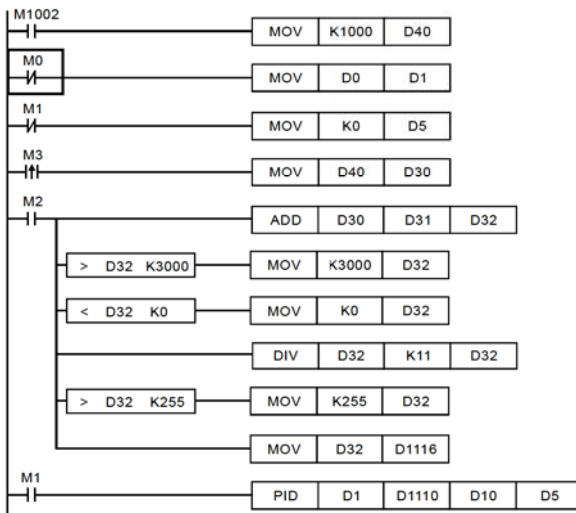 M1002
MOV K1000 D40
M0
MOV D0 D1
M1
MOV K0 D5
M3
MOV D40 D30
M2
ADD D30 D31 D32
> D32 K3000 MOV K3000 D32
< D32 K0 MOV K0 D32
DIV D32 K11 D32
> D32 K255 MOV K255 D32
MOV D32 D1116
M1
PID D1 D1110 D10 D5